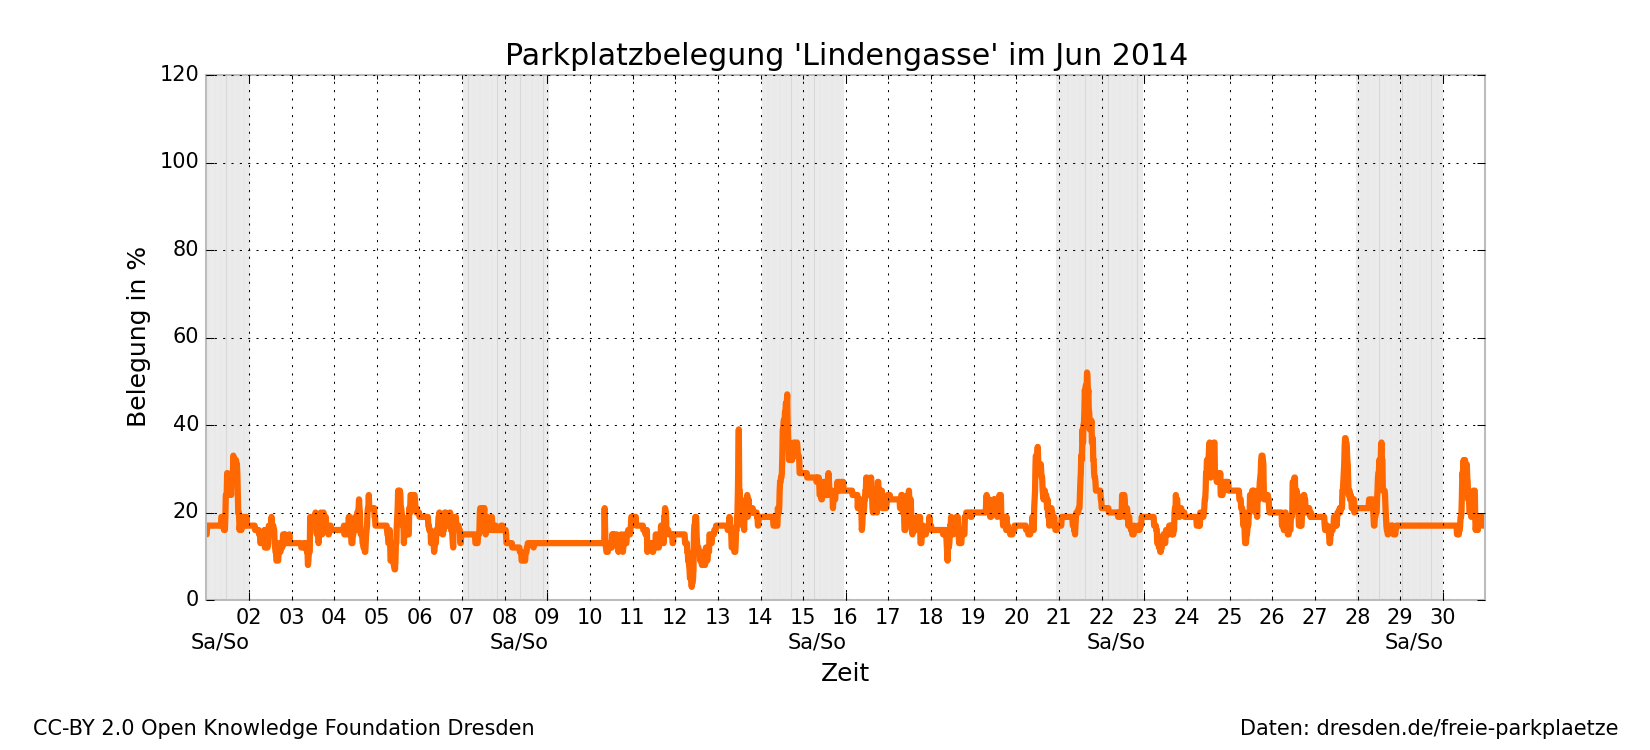 Parkplatzbelegung 'Lindengasse' im Jun 2014
120
100
80
60
40
20
0
Belegung in %
02 03 04 05 06 07 08 09 10 11 12 13 14 15 16 17 18 19 20 21 22 23 24 25 26 27 28 29 30
Sa/So Sa/So Sa/So Sa/So Sa/So
Zeit
CC-BY 2.0 Open Knowledge Foundation Dresden
Daten: dresden.de/freie-parkplaetze